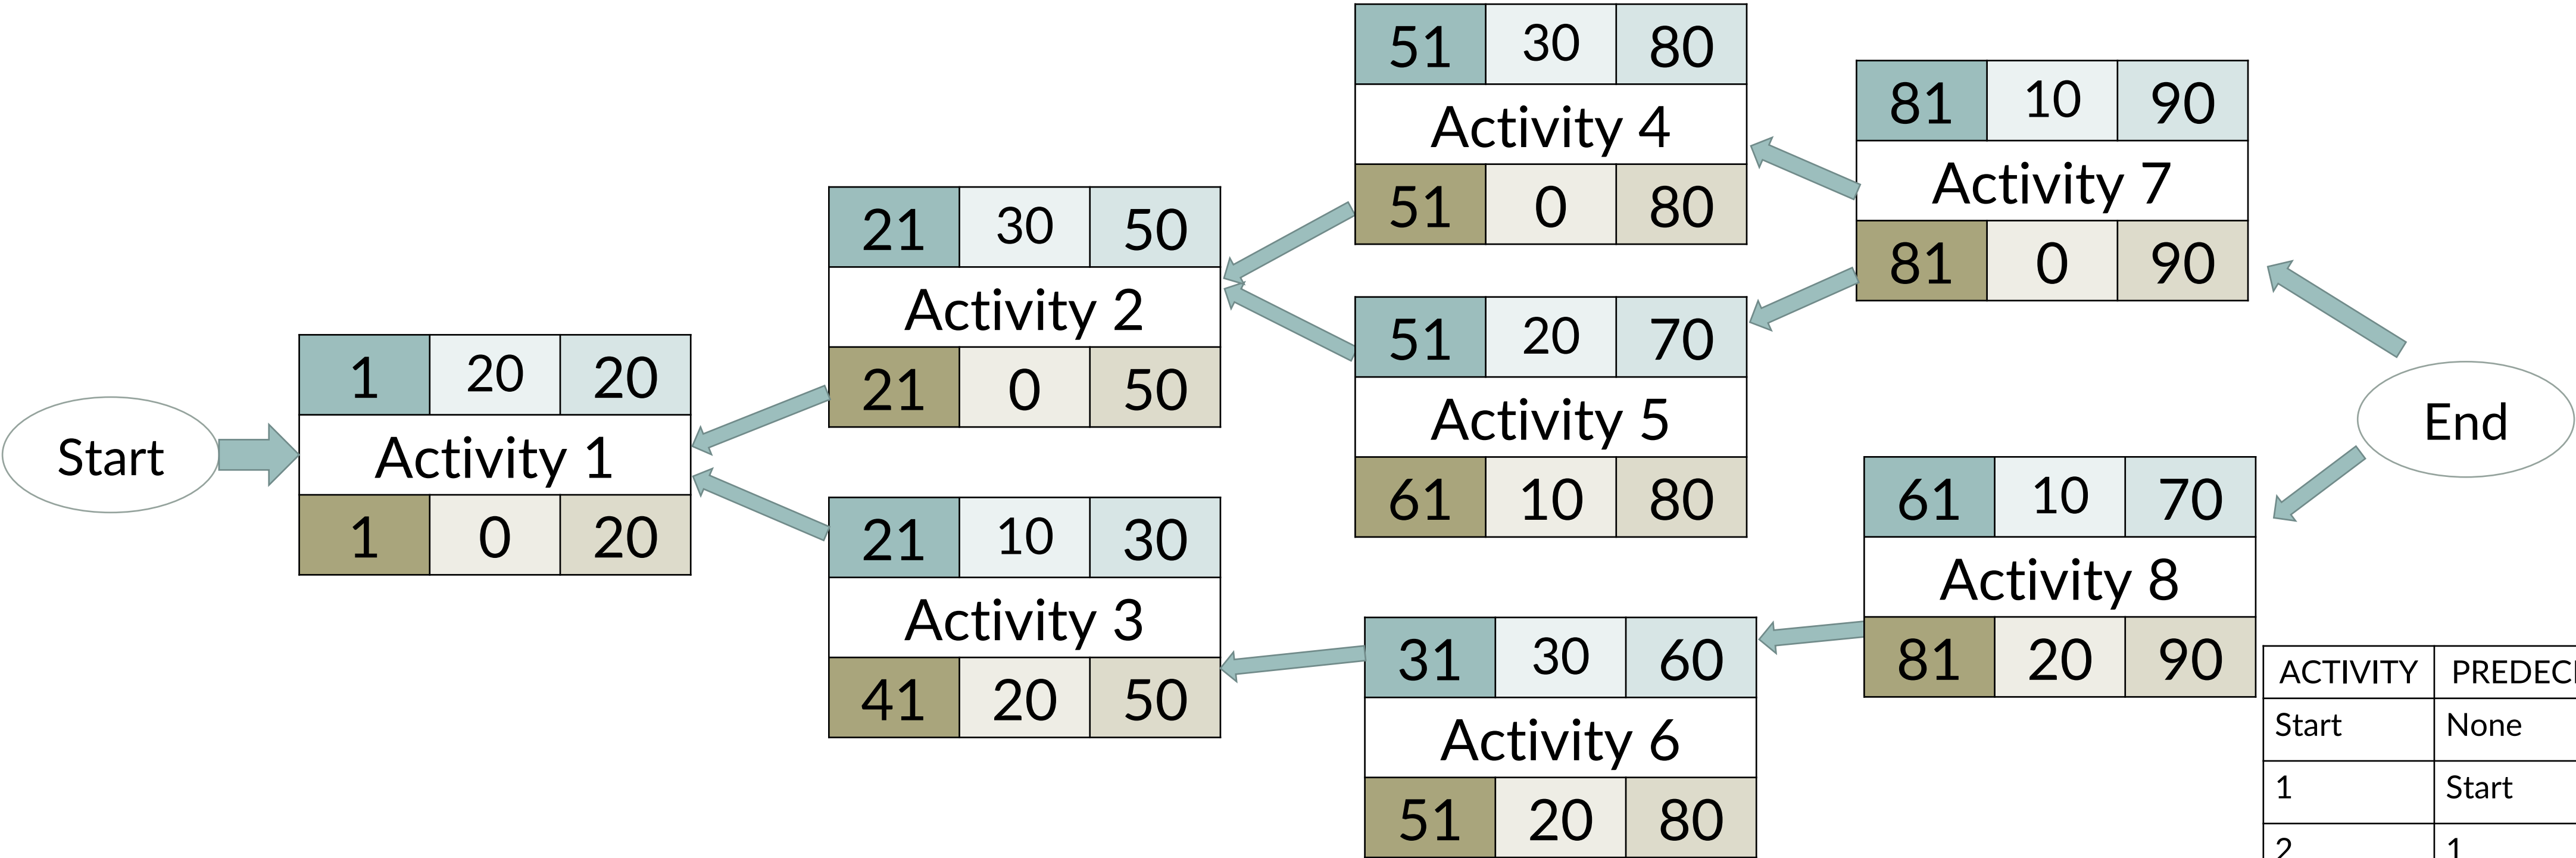 Start
1 20 20
Activity 1
1 0 20
21 30 50
Activity 2
21 0 50
21 10 30
Activity 3
41 20 50
51 30 80
Activity 4
51 0 80
51 20 70
Activity 5
61 10 80
31 30 60
Activity 6
51 20 80
81 10 90
Activity 7
81 0 90
61 10 70
Activity 8
81 20 90
End
ACTIVITY PREDEC
Start None
1 Start
2 1